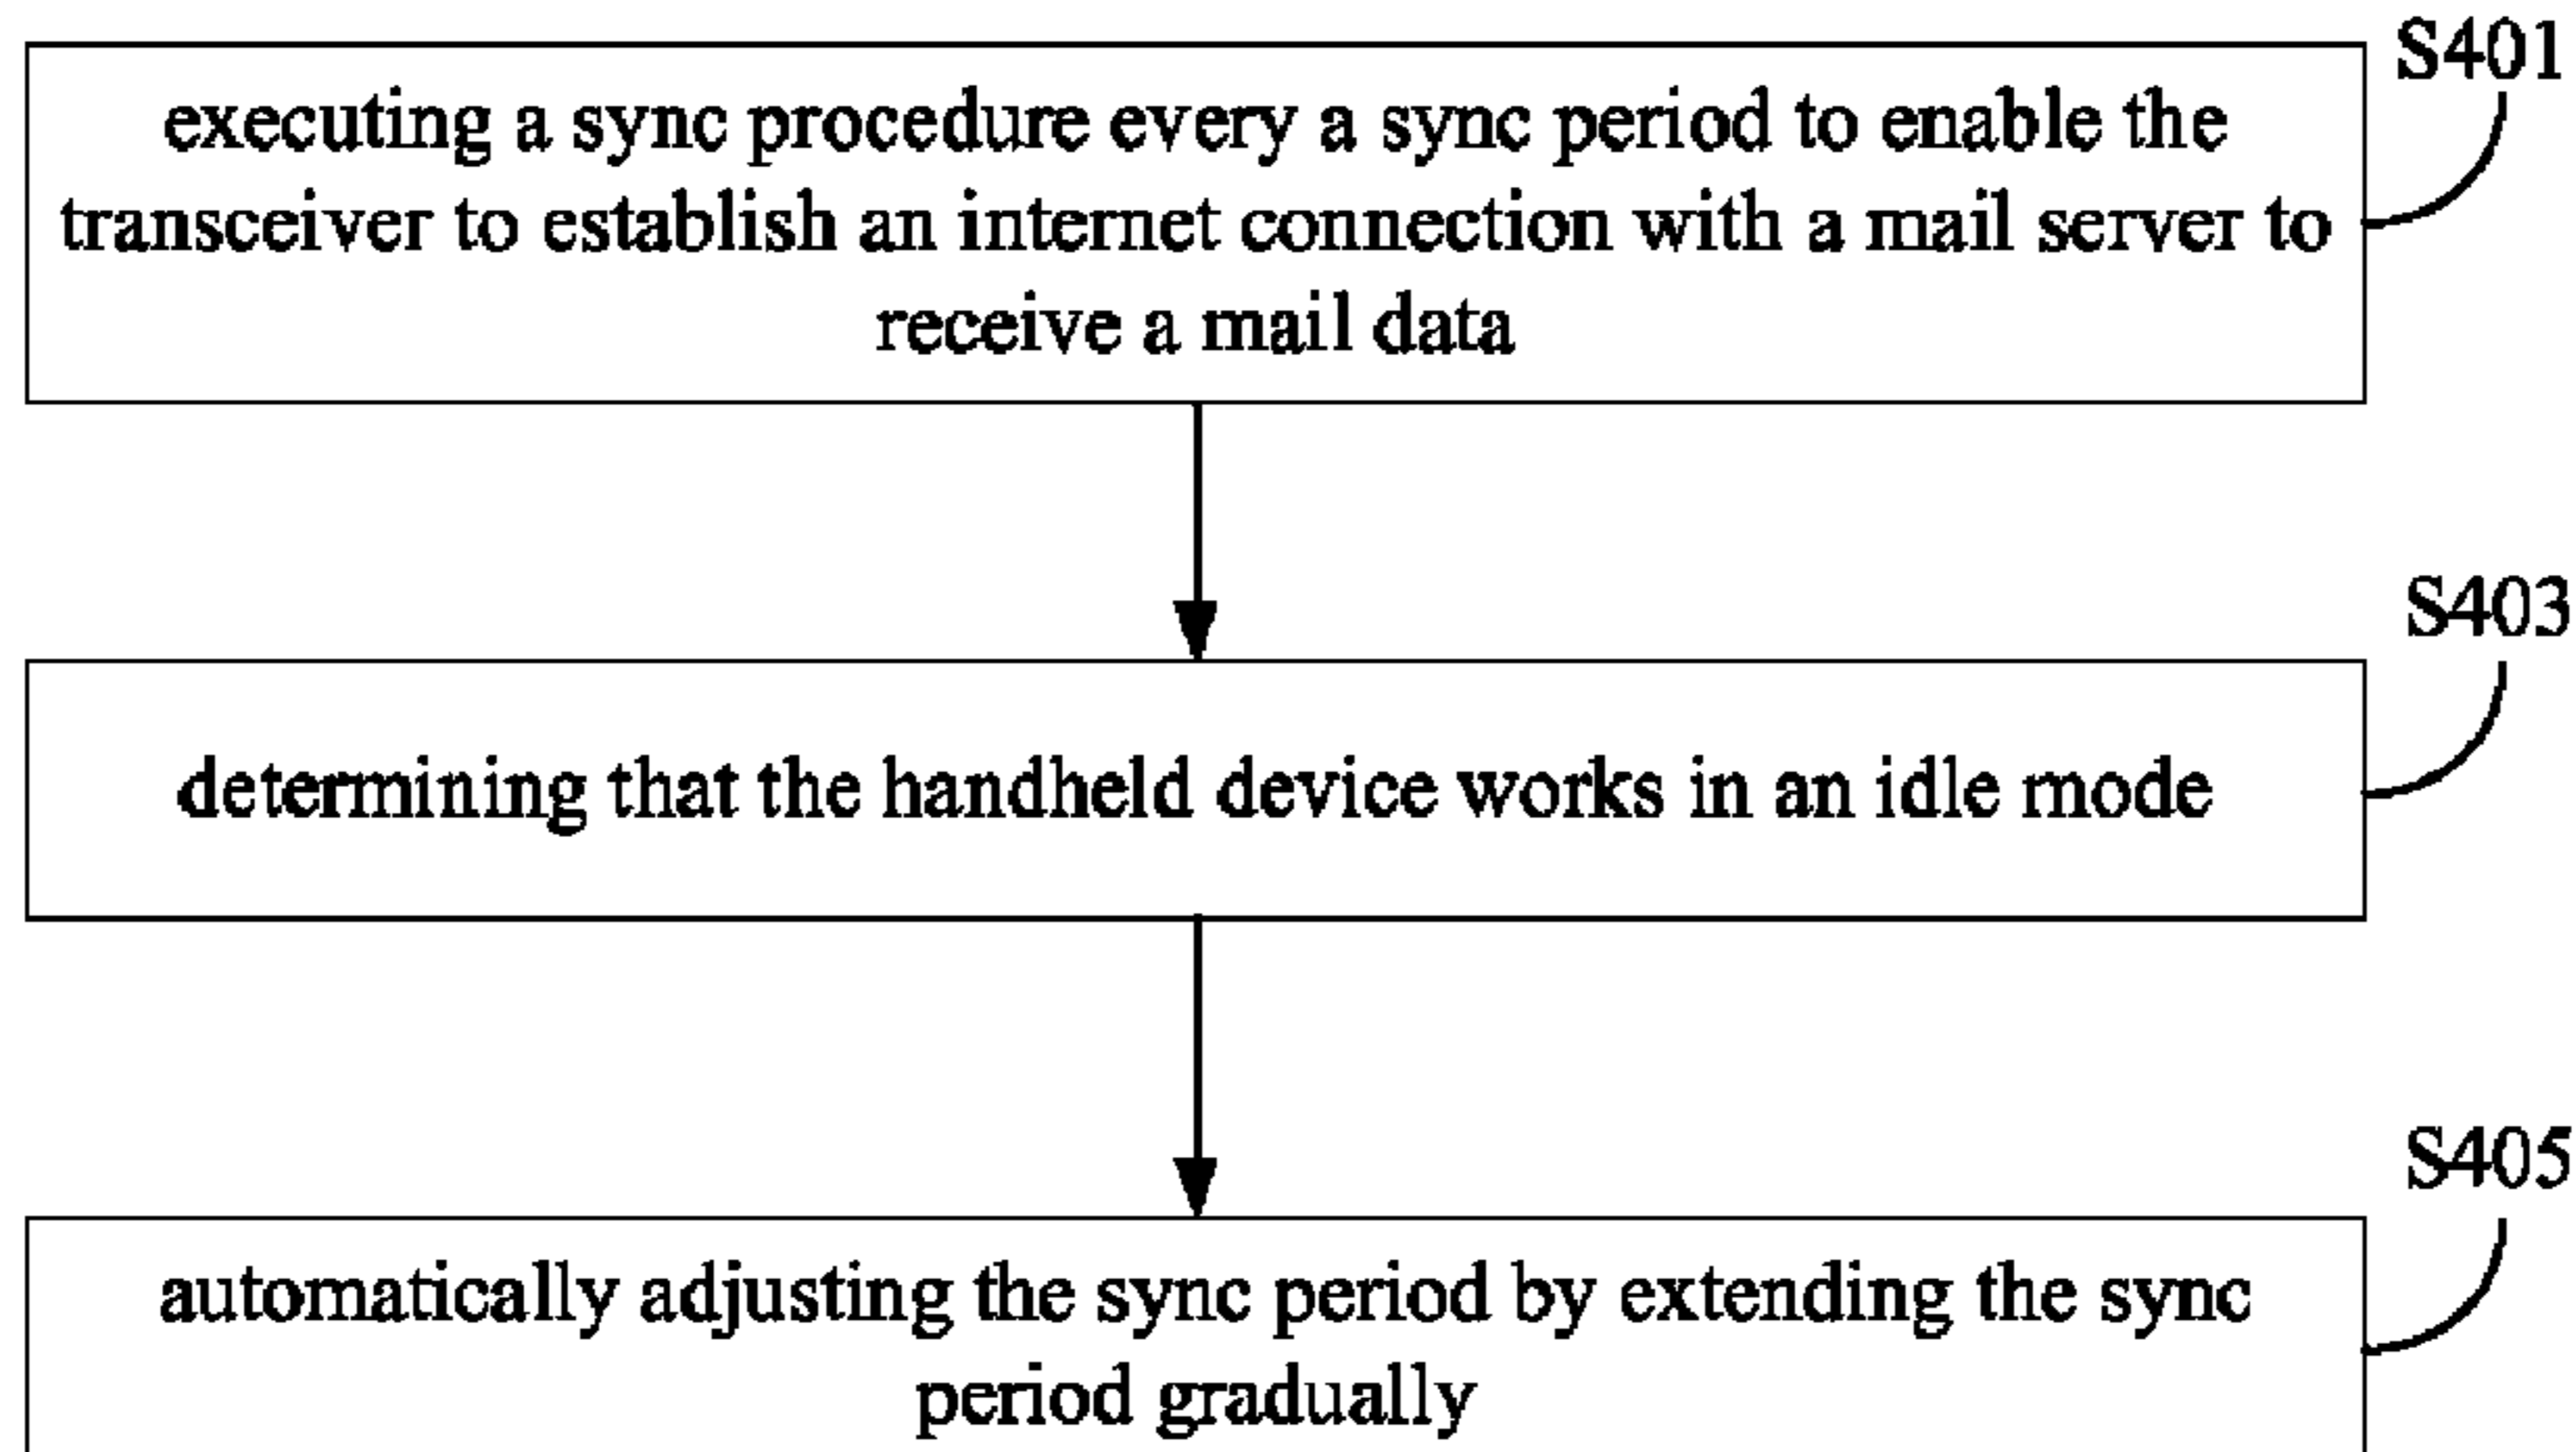 S401
executing a sync procedure every a sync period to enable the
transceiver to establish an internet connection with a mail server to
receive a mail data
S403
determining that the handheld device works in an idle mode
S405
automatically adjusting the sync period by extending the sync
period gradually